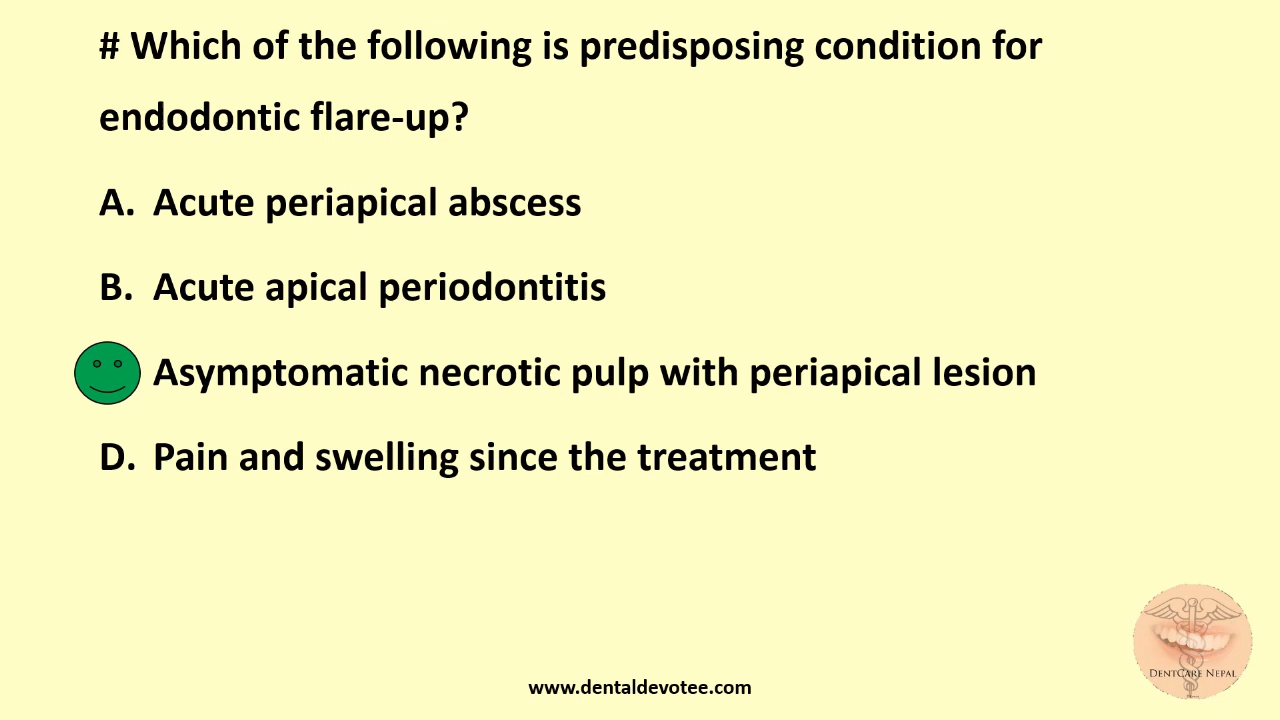 # Which of the following is predisposing condition for
endodontic flare-up?
A. Acute periapical abscess
B. Acute apical periodontitis
Asymptomatic necrotic pulp with periapical lesion
D. Pain and swelling since the treatment
DentCare Nepal
www.dentaldevotee.com